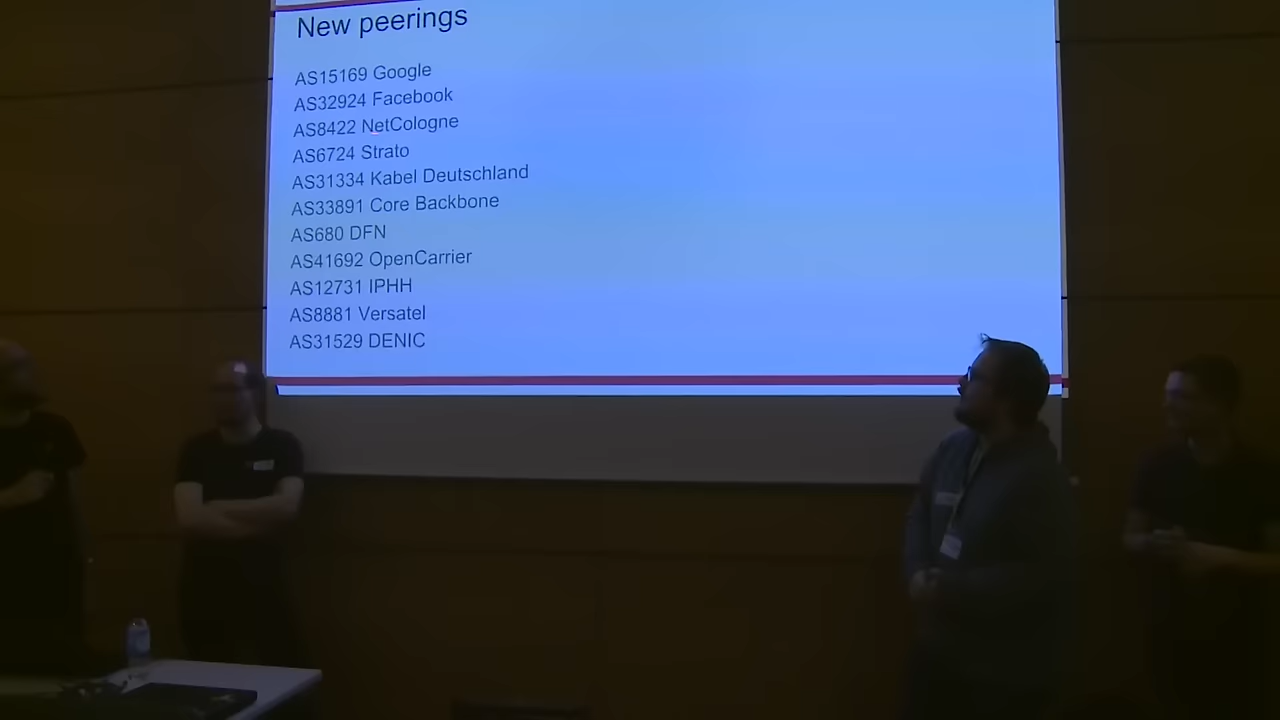 New peerings
AS15169 Google
AS32924 Facebook
AS8422 NetCologne
AS6724 Strato
AS31334 Kabel Deutschland
AS33891 Core Backbone
AS680 DFN
AS41692 OpenCarrier
AS12731 IPHH
AS8881 Versatel
AS31529 DENIC